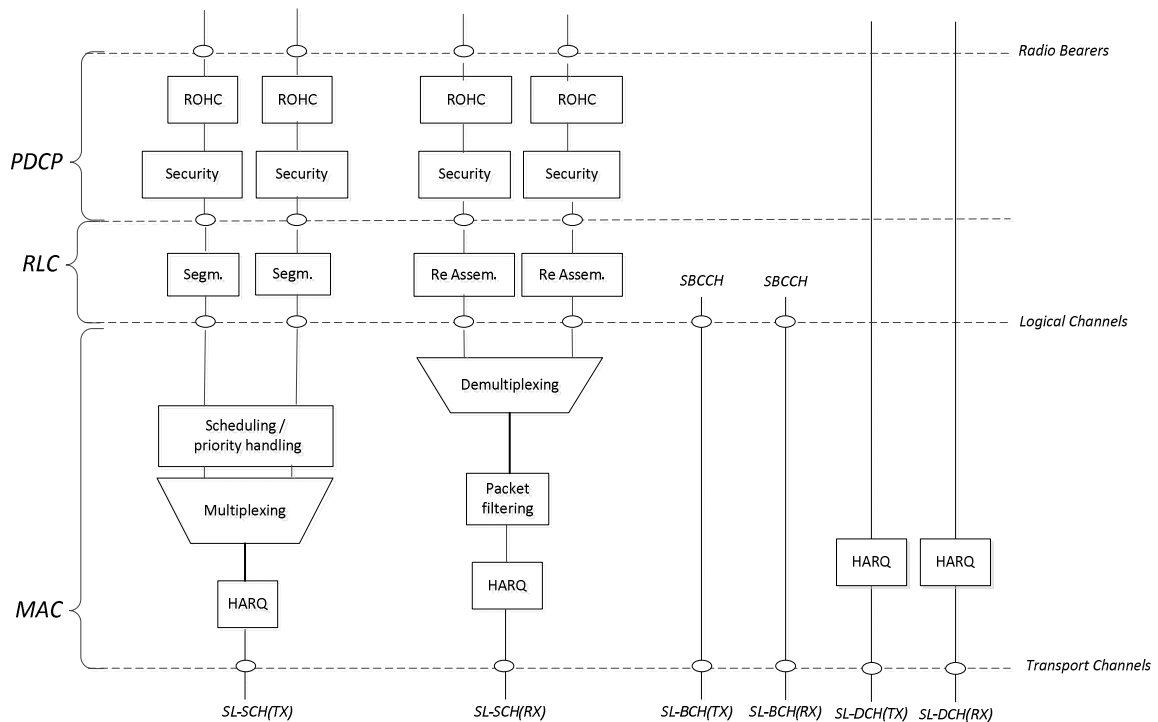 Radio Bearers
ROHC
ROHC
ROHC
ROHC
PDCP
Security
Security
Security
Security
RLC
Segm.
Segm.
Re Assem.
Re Assem.
SBCCH
SBCCH
Logical Channels
Demultiplexing
Scheduling /
priority handling
Packet
filtering
Multiplexing
HARQ
HARQ
HARQ
HARQ
MAC
Transport Channels
SL-SCH(TX)
SL-SCH(RX)
SL-BCH(TX)
SL-BCH(RX)
SL-DCH(TX)
SL-DCH(RX)